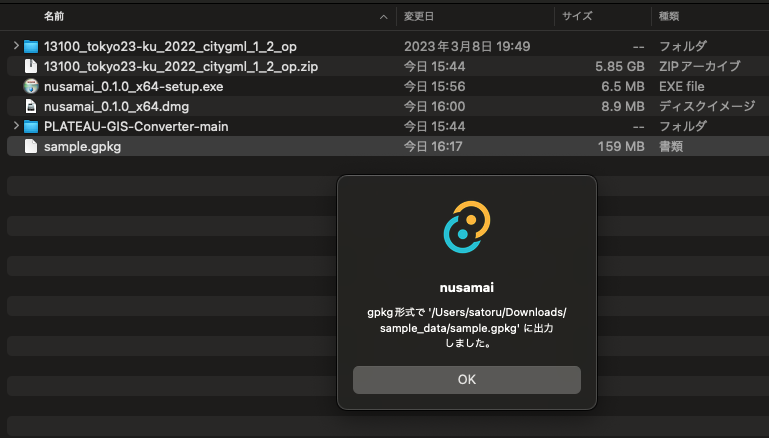 名前 変更日 サイズ 種類
13100_tokyo23-ku_2022_citygml_1_2_op 2023年3月8日 19:49 -- フォルダ
13100_tokyo23-ku_2022_citygml_1_2_op.zip 今日 15:44 5.85 GB ZIPアーカイブ
nusamai_0.1.0_x64-setup.exe 今日 15:56 6.5 MB EXE file
nusamai_0.1.0_x64.dmg 今日 16:00 8.9 MB ディスクイメージ
PLATEAU-GIS-Converter-main 今日 15:44 -- フォルダ
sample.gpkg 今日 16:17 159 MB 書類
nusamai
gpkg形式で '/Users/satoru/Downloads/
sample_data/sample.gpkg' に出力
しました。
OK